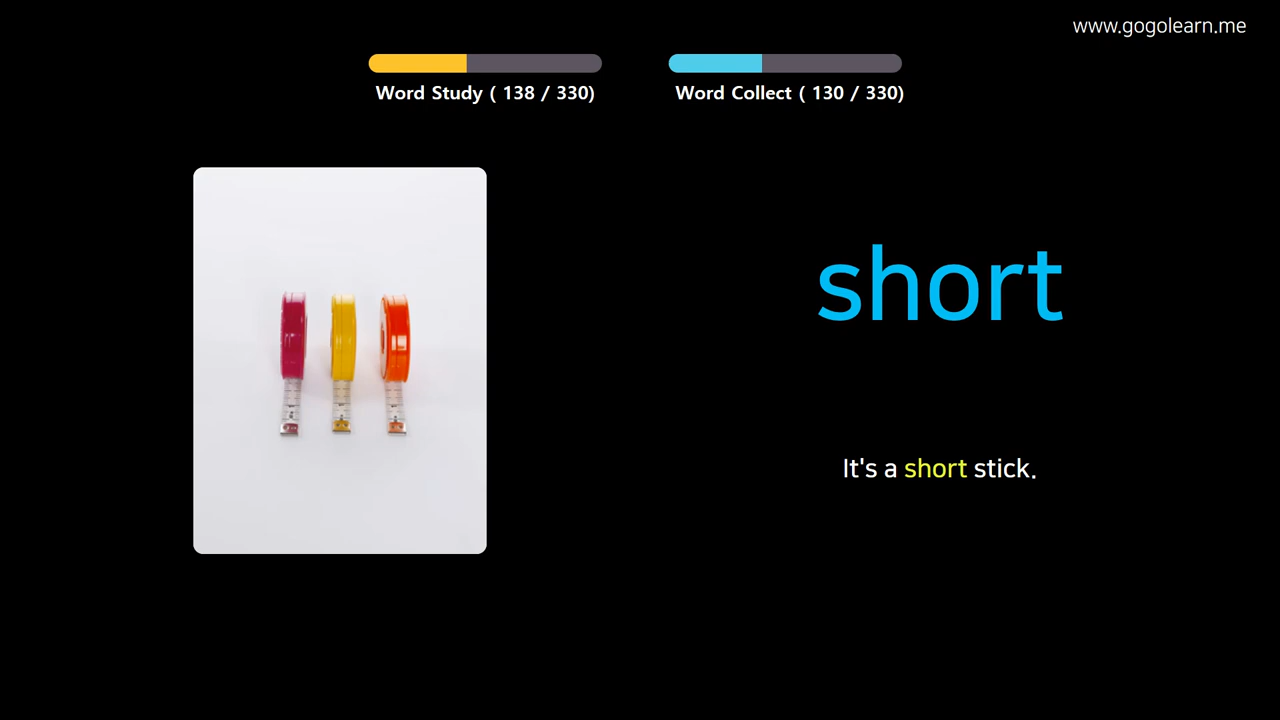 www.gogolearn.me
Word Study ( 138 / 330)
Word Collect ( 130 / 330)
short
It's a short stick.